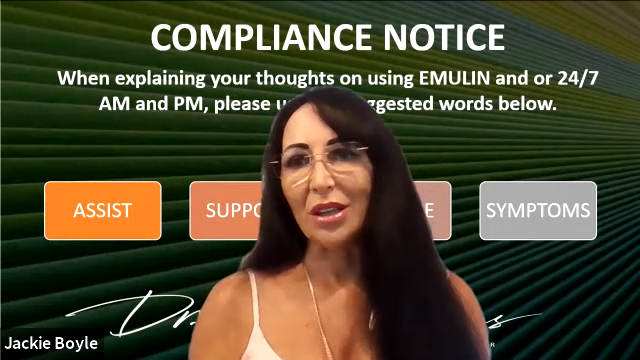 COMPLIANCE NOTICE
When explaining your thoughts on using EMULIN and or 24/7
AM and PM, please words below.
ASSIST
SYMPTOMS
Jackie Boyle